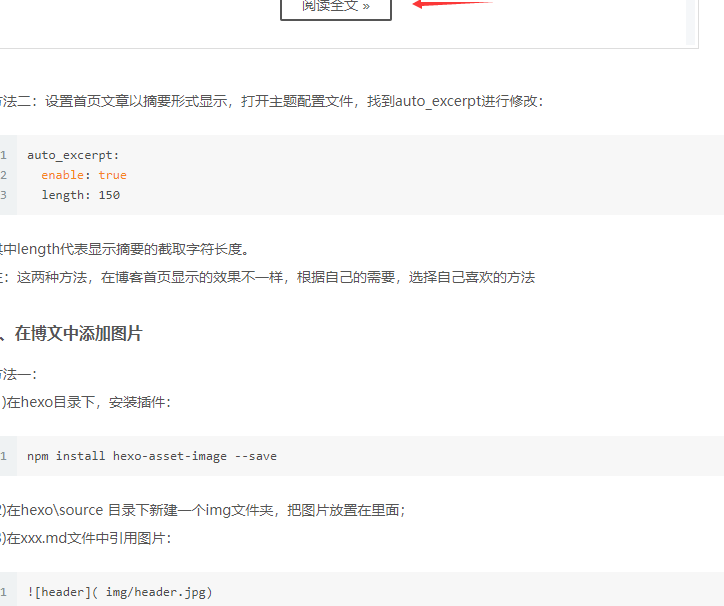 阅读全文 »
方法二：设置首页文章以摘要形式显示，打开主题配置文件，找到auto_excerpt进行修改：
1 auto_excerpt:
2 enable: true
3 length: 150
其中length代表显示摘要的截取字符长度。
注：这两种方法，在博客首页显示的效果不一样，根据自己的需要，选择自己喜欢的方法
、在博文中添加图片
方法一：
)在hexo目录下，安装插件：
1 npm install hexo-asset-image --save
2)在hexo\source 目录下新建一个img文件夹，把图片放置在里面；
3)在xxx.md文件中引用图片：
1 ![header]( img/header.jpg)